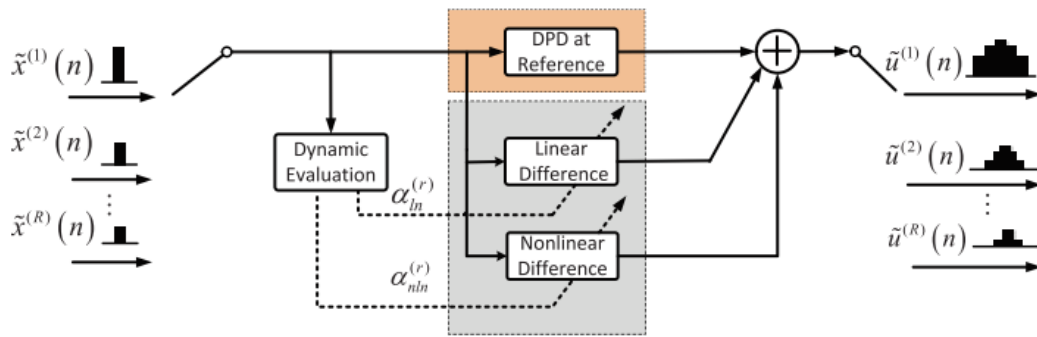 x̃^(1)(n)
x̃^(2)(n)
⋮
x̃^(R)(n)
DPD at
Reference
Dynamic
Evaluation
Linear
Difference
Nonlinear
Difference
α_ln^(r)
α_nln^(r)
+
ũ^(1)(n)
ũ^(2)(n)
⋮
ũ^(R)(n)